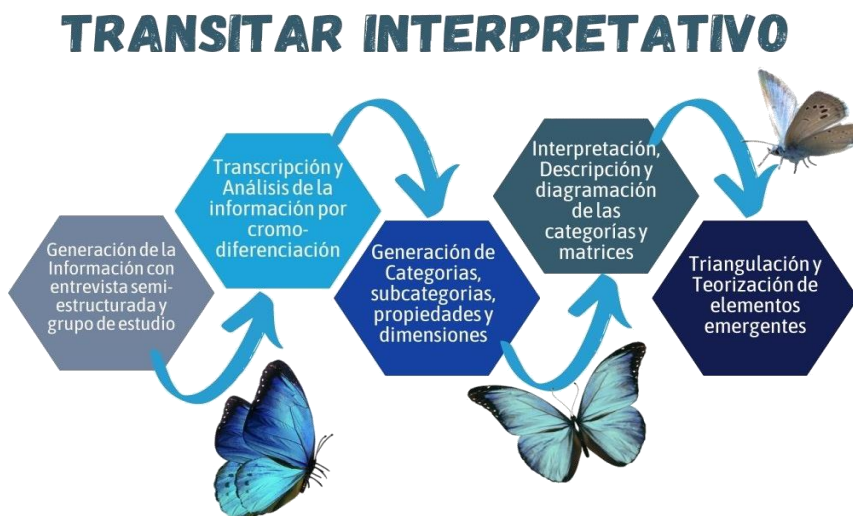 TRANSITAR INTERPRETATIVO
Generación de la
Información con
entrevista semi-
estructurada y
grupo de estudio
Transcripción y
Análisis de la
información por
cromo-
diferenciación
Generación de
Categorias,
subcategorias,
propiedades y
dimensiones
Interpretación,
Descripción y
diagramación
de las
categorías y
matrices
Triangulación y
Teorización de
elementos
emergentes